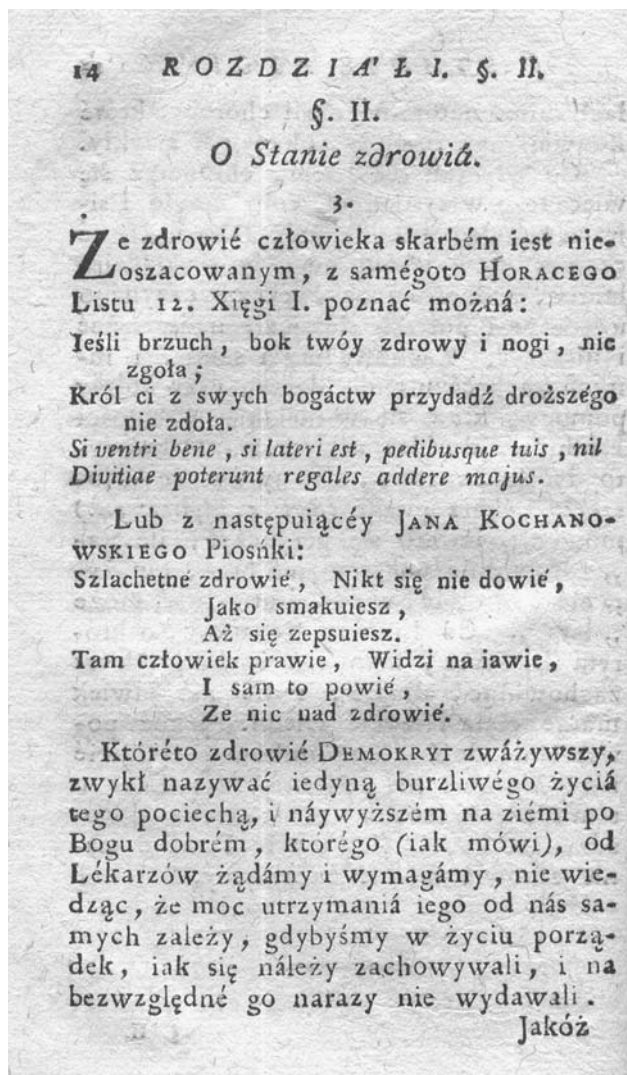 14 ROZDZIAŁ I. §. II.
§. II.
O Stanie zdrowiá.
3.
Że zdrowié człowieka skarbém iest nie-
oszacowanym, z samégoto HORACEGO
Listu 12. Xięgi I. poznać możná:
Ieśli brzuch, bok twóy zdrowy i nogi, nic
zgoła;
Król ci z swych bogáctw przydadź droższégo
nie zdoła.
Si ventri bene, si lateri est, pedibusque tuis, nil
Divitiae poterunt regales addere majus.
Lub z następuiącéy JANA KOCHANO-
WSKIEGO Piosńki:
Szlachetné zdrowié, Nikt się nie dowié,
Jako smakuiesz,
Aż się zepsuiesz.
Tam człowiek prawie, Widzi na iawie,
I sam to powié,
Ze nic nad zdrowié.
Któréto zdrowié DEMOKRYT zwáżywszy,
zwykł nazywać iedyną burzliwégo życiá
tego pociechą, i náywyższém na ziémi po
Bogu dobrém, ktorégo (iak mówi), od
Lékarzów żądámy i wymagámy, nie wie-
dząc, że moc utrzymaniá iego od nás sa-
mych zależy, gdybyśmy w życiu porzą-
dek, iak się náleży zachowywali, i na
bezwzględné go narazy nie wydawali.
Jakóż